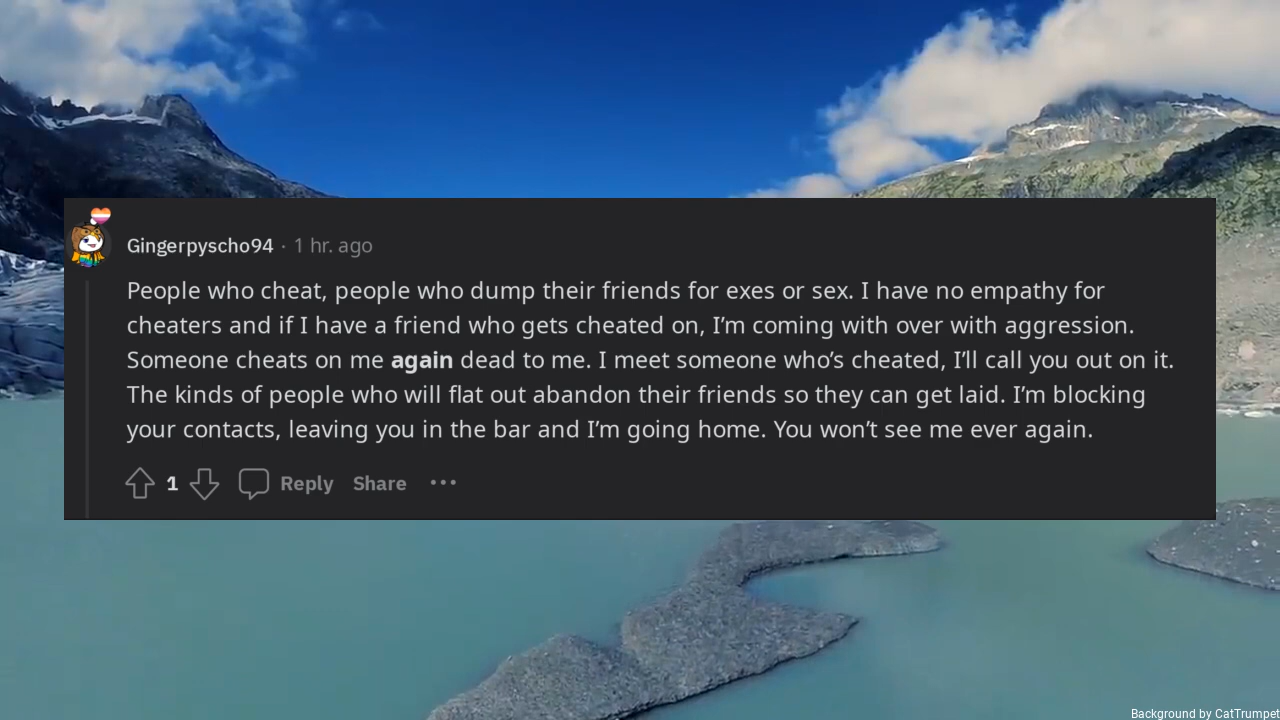 Gingerpyscho94 · 1 hr. ago
People who cheat, people who dump their friends for exes or sex. I have no empathy for
cheaters and if I have a friend who gets cheated on, I’m coming with over with aggression.
Someone cheats on me again dead to me. I meet someone who’s cheated, I’ll call you out on it.
The kinds of people who will flat out abandon their friends so they can get laid. I’m blocking
your contacts, leaving you in the bar and I’m going home. You won’t see me ever again.
1 Reply Share •••
Background by CatTrumpet